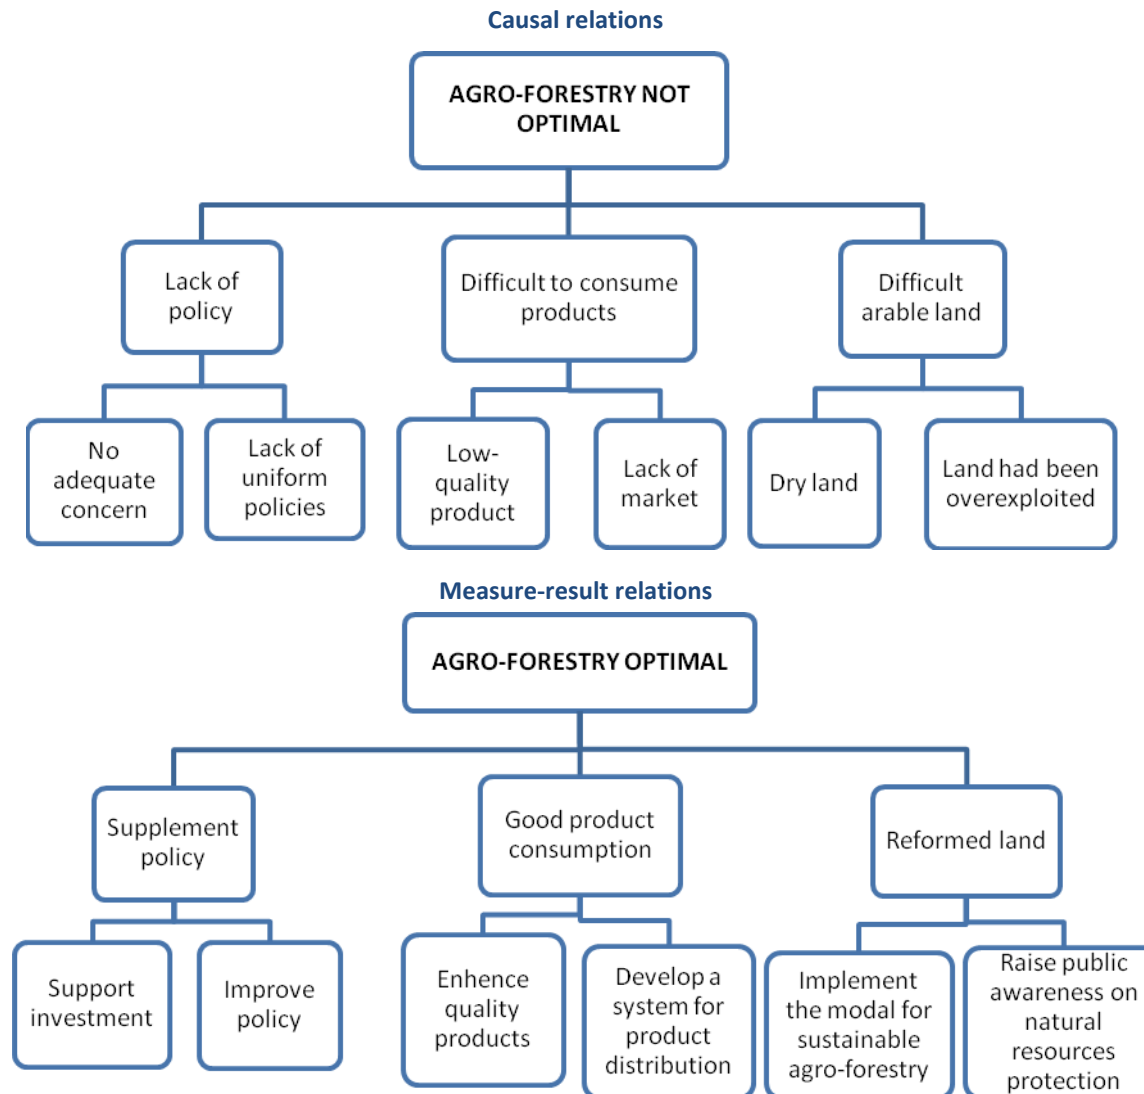 Causal relations
AGRO-FORESTRY NOT
OPTIMAL
Lack of
policy
Difficult to consume
products
Difficult
arable land
No
adequate
concern
Lack of
uniform
policies
Low-
quality
product
Lack of
market
Dry land
Land had been
overexploited
Measure-result relations
AGRO-FORESTRY OPTIMAL
Supplement
policy
Good product
consumption
Reformed land
Support
investment
Improve
policy
Enhence
quality
products
Develop a
system for
product
distribution
Implement
the modal for
sustainable
agro-forestry
Raise public
awareness on
natural
resources
protection